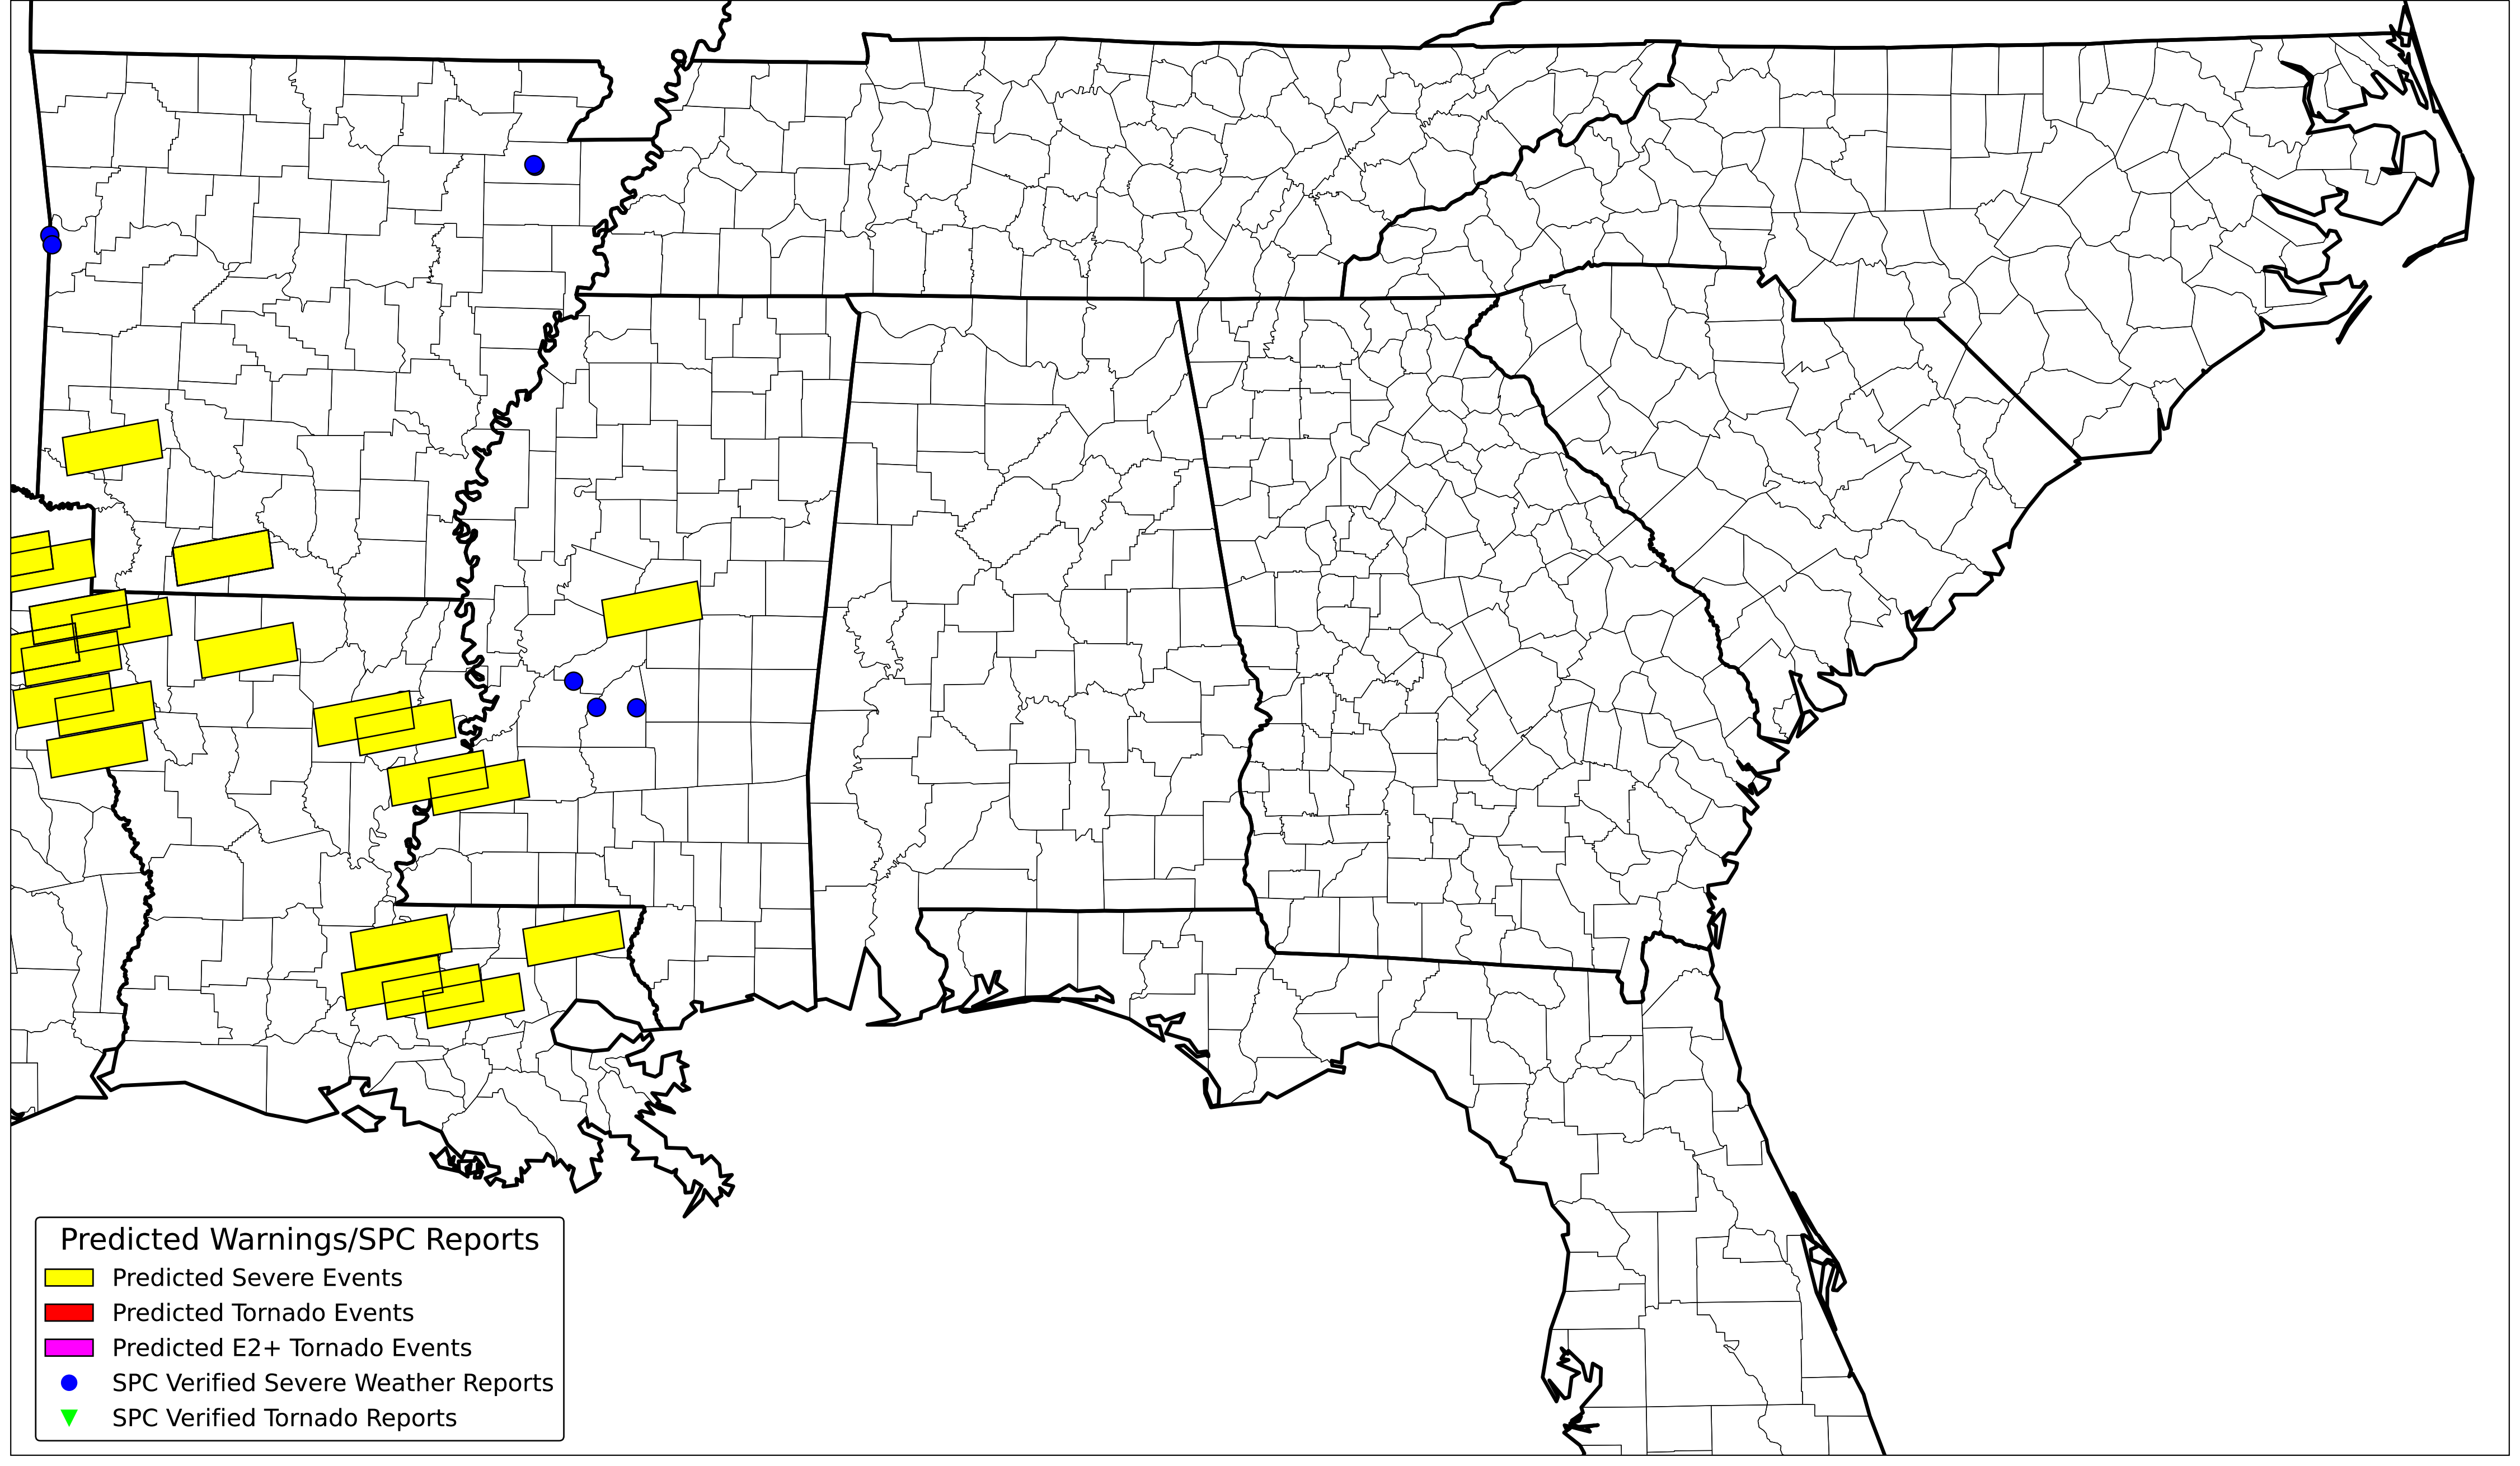 Predicted Warnings/SPC Reports
Predicted Severe Events
Predicted Tornado Events
Predicted E2+ Tornado Events
SPC Verified Severe Weather Reports
SPC Verified Tornado Reports